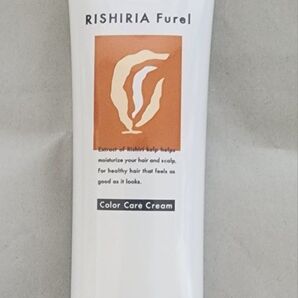 RISHIRIA Furel
Extract of Rishiri kelp helps
moisturize your hair and scalp,
For healthy hair that feels as
good as it looks.
Color Care Cream